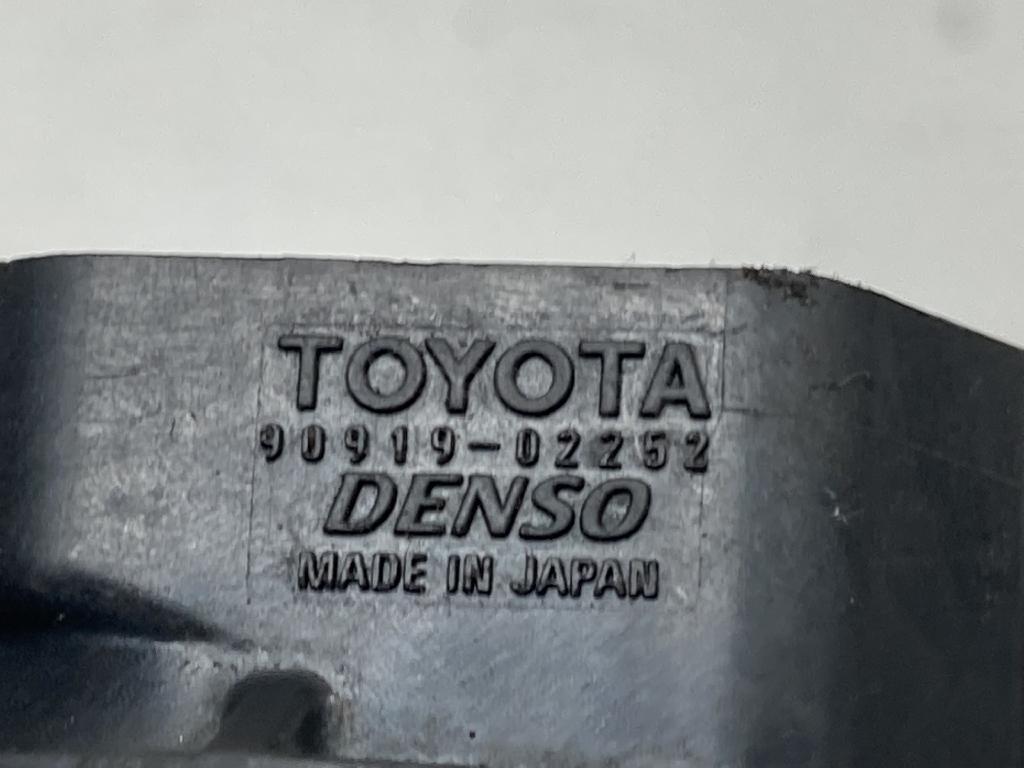 TOYOTA
90919-02252
DENSO
MADE IN JAPAN